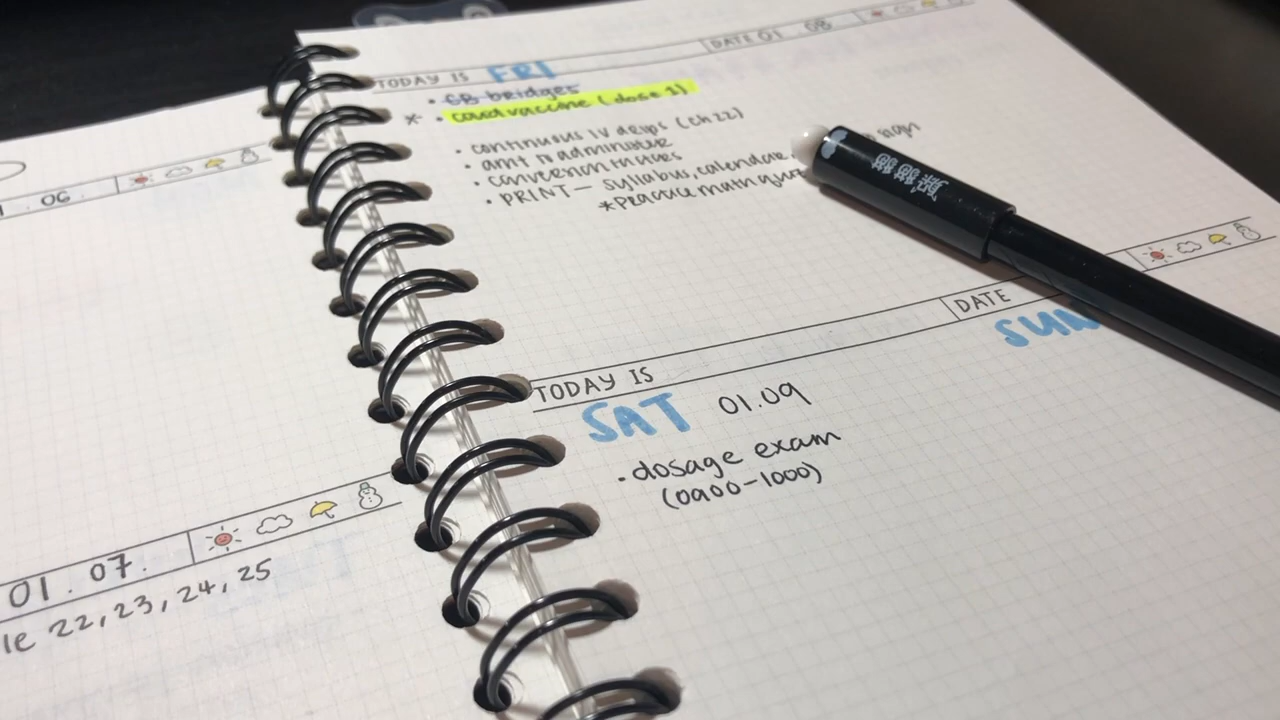 06
01 . 07.
le 22, 23, 24, 25
TODAY IS FRI
DATE 01 08
• GB bridges
* • covid vaccine (dose 1)
• continuous IV drips (ch 22)
• amt to administer
• conversion factors
• PRINT — syllabus, calendar
sign
*practice math
TODAY IS
DATE
SAT 01.09
SUN
• dosage exam
(0900-1000)